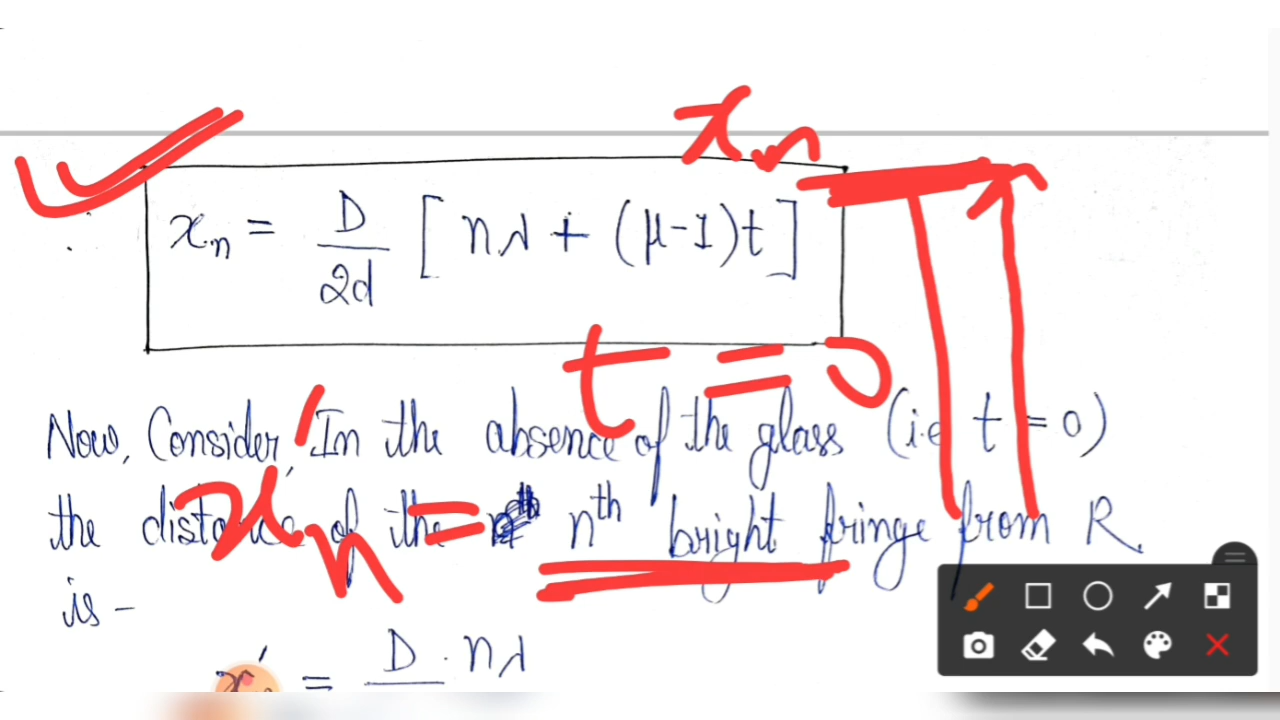 xₙ
∴ xₙ = D/2d [nλ + (μ-1)t]
t = 0
Now, Consider, In the absence of the glass (i.e t = 0)
x'ₙ =
the distance of the nth bright fringe from R
is -
x'ₙ = D . nλ